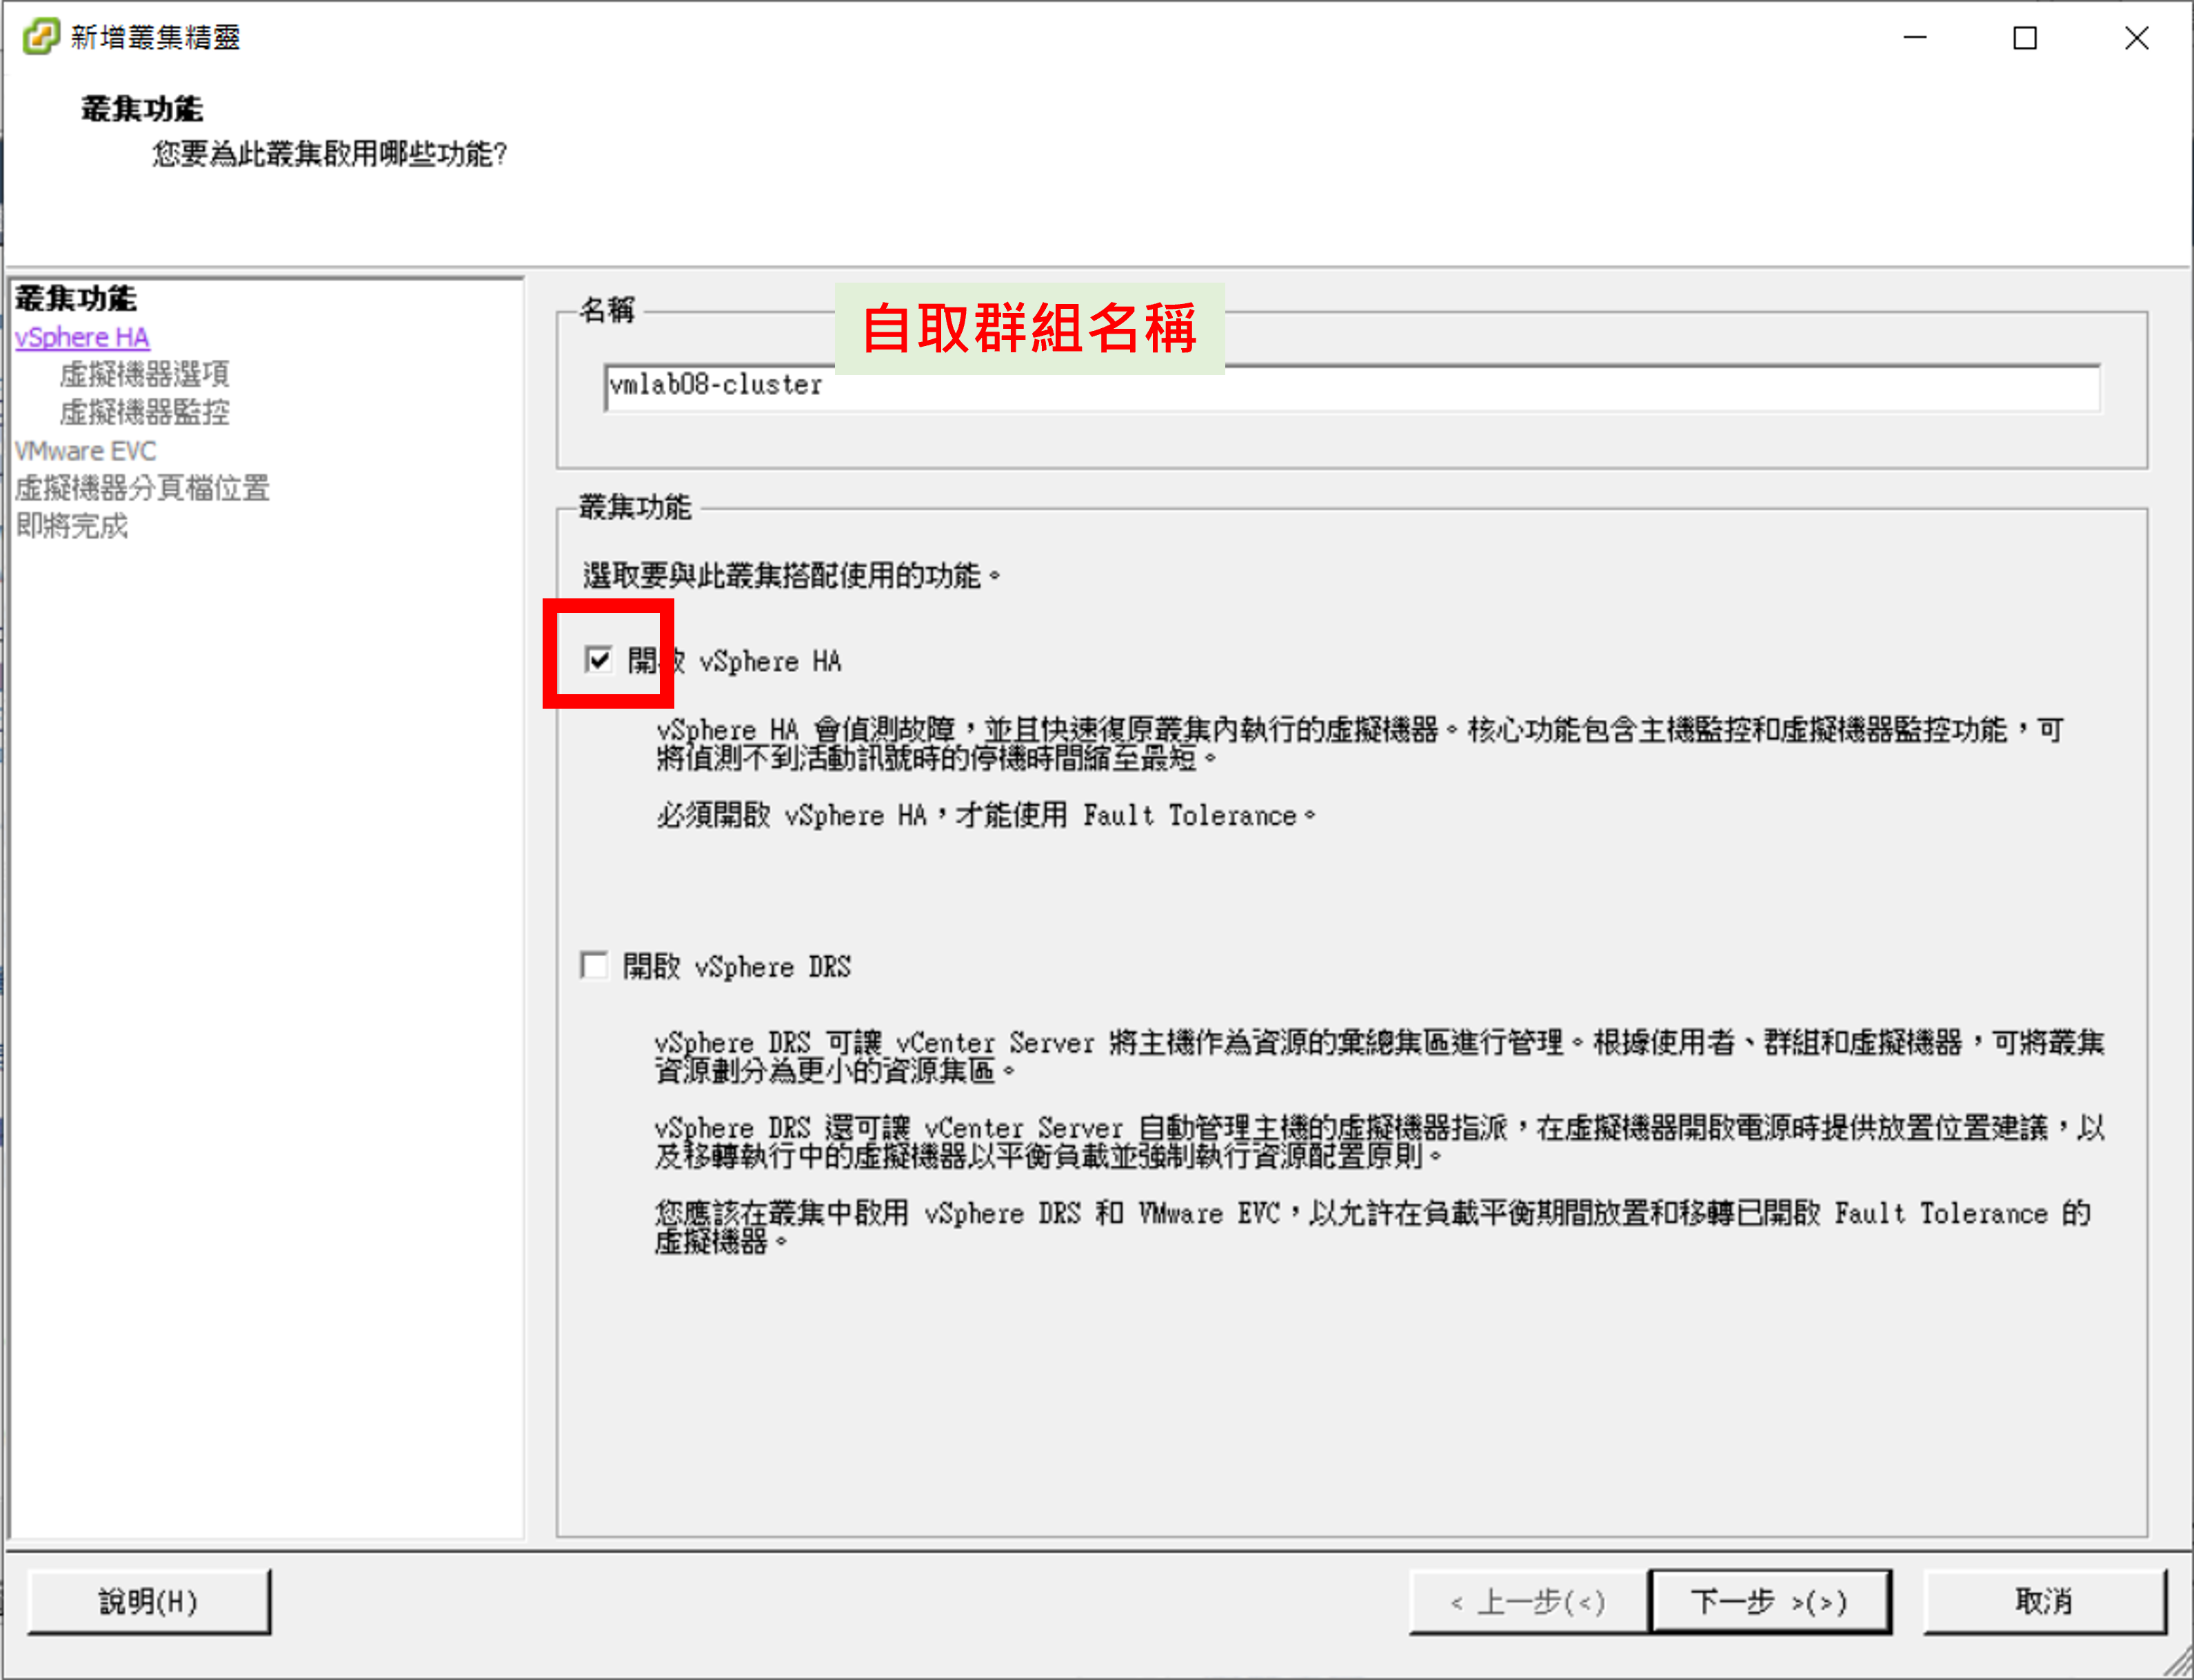 新增叢集精靈
叢集功能
您要為此叢集啟用哪些功能?
叢集功能
vSphere HA
虛擬機器選項
虛擬機器監控
VMware EVC
虛擬機器分頁檔位置
即將完成
名稱
自取群組名稱
vmlab08-cluster
叢集功能
選取要與此叢集搭配使用的功能。
開啟 vSphere HA
vSphere HA 會偵測故障，並且快速復原叢集內執行的虛擬機器。核心功能包含主機監控和虛擬機器監控功能，可
將偵測不到活動訊號時的停機時間縮至最短。
必須開啟 vSphere HA，才能使用 Fault Tolerance。
開啟 vSphere DRS
vSphere DRS 可讓 vCenter Server 將主機作為資源的彙總集區進行管理。根據使用者、群組和虛擬機器，可將叢集
資源劃分為更小的資源集區。
vSphere DRS 還可讓 vCenter Server 自動管理主機的虛擬機器指派，在虛擬機器開啟電源時提供放置位置建議，以
及移轉執行中的虛擬機器以平衡負載並強制執行資源配置原則。
您應該在叢集中啟用 vSphere DRS 和 VMware EVC，以允許在負載平衡期間放置和移轉已開啟 Fault Tolerance 的
虛擬機器。
說明(H)
< 上一步(<)
下一步 >(>)
取消